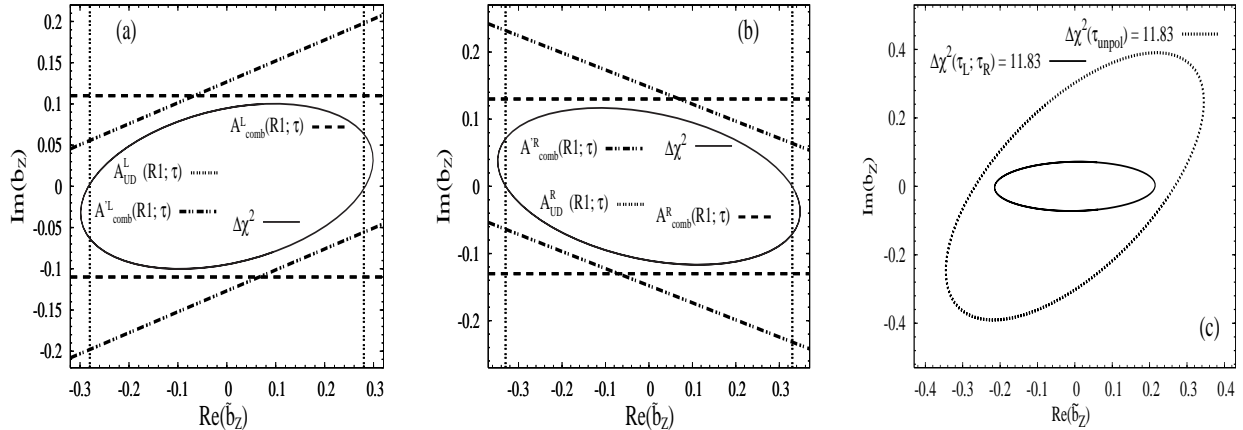 (a)
0.2
0.15
0.1
0.05
0
-0.05
-0.1
-0.15
-0.2
Im(b_Z)
A^L_comb(R1; τ)
A^L_UD (R1; τ)
A'^L_comb(R1; τ)
Δχ²
-0.3 -0.2 -0.1 0 0.1 0.2 0.3
Re(b̃_Z)
(b)
0.2
0.1
0
-0.1
-0.2
Im(b_Z)
A'^R_comb(R1; τ)
Δχ²
A^R_UD (R1; τ)
A^R_comb(R1; τ)
-0.3 -0.2 -0.1 0 0.1 0.2 0.3
Re(b̃_Z)
Δχ²(τ_unpol) = 11.83
Δχ²(τ_L; τ_R) = 11.83
0.4
0.2
0
-0.2
-0.4
Im(b_Z)
(c)
-0.4 -0.3 -0.2 -0.1 0 0.1 0.2 0.3 0.4
Re(b̃_Z)